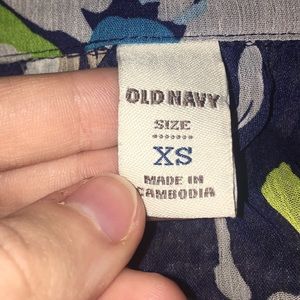 OLD NAVY
SIZE
XS
MADE IN
CAMBODIA